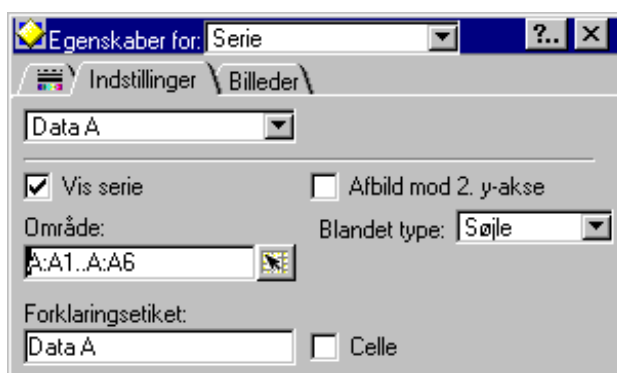 Egenskaber for: Serie ?..
Indstillinger Billeder
Data A
Vis serie Afbild mod 2. y-akse
Område: Blandet type: Søjle
A:A1..A:A6
Forklaringsetiket:
Data A Celle